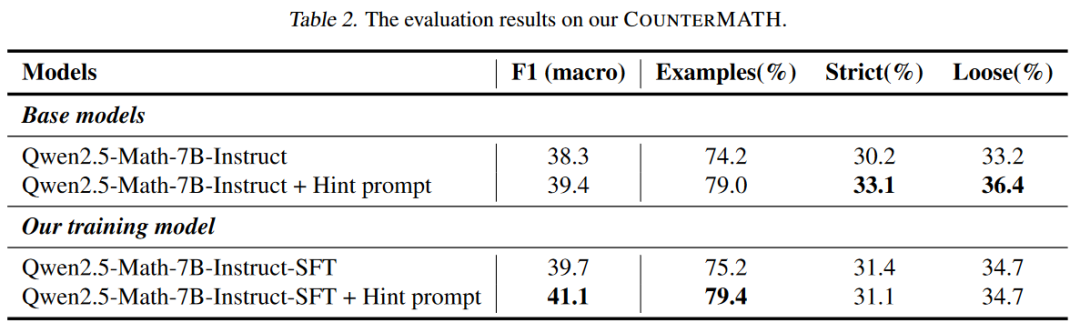 Table 2. The evaluation results on our COUNTERMATH.
Models F1 (macro) Examples(%) Strict(%) Loose(%)
Base models
Qwen2.5-Math-7B-Instruct 38.3 74.2 30.2 33.2
Qwen2.5-Math-7B-Instruct + Hint prompt 39.4 79.0 33.1 36.4
Our training model
Qwen2.5-Math-7B-Instruct-SFT 39.7 75.2 31.4 34.7
Qwen2.5-Math-7B-Instruct-SFT + Hint prompt 41.1 79.4 31.1 34.7